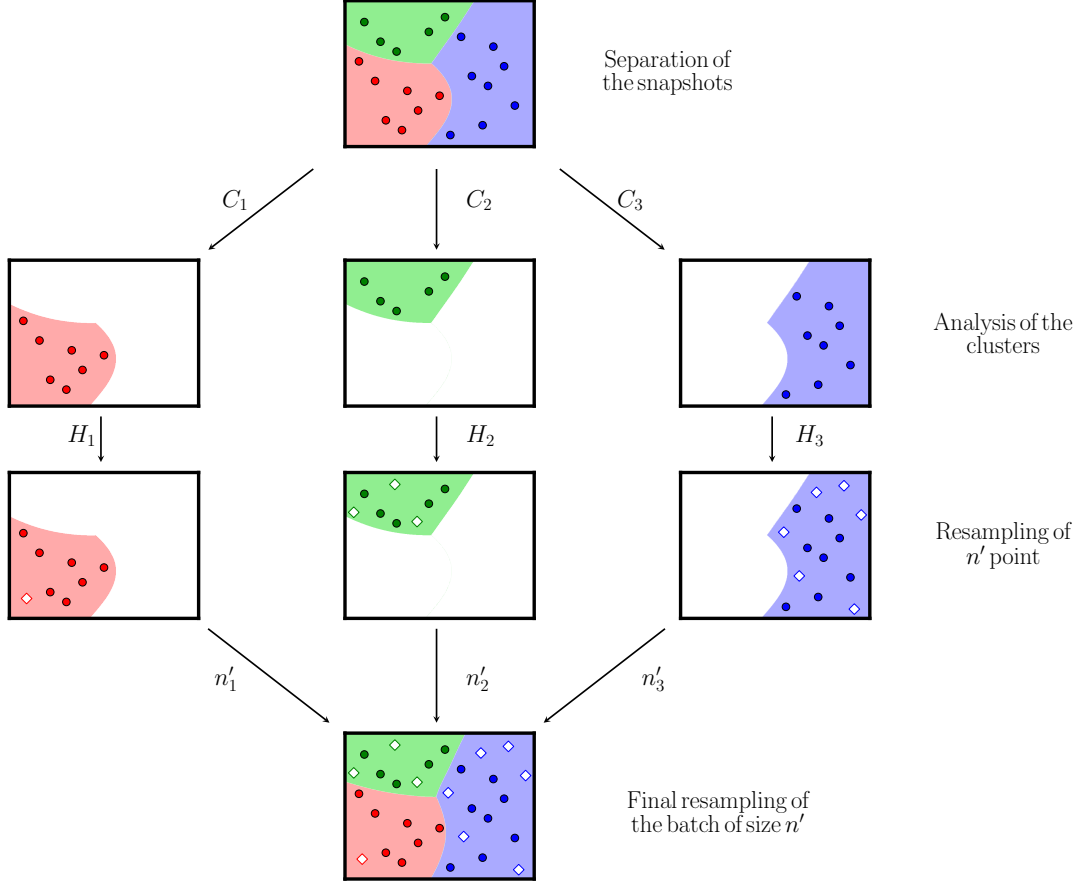 Separation of
the snapshots
C₁
C₂
C₃
Analysis of the
clusters
H₁
H₂
H₃
Resampling of
n′ point
n′₁
n′₂
n′₃
Final resampling of
the batch of size n′